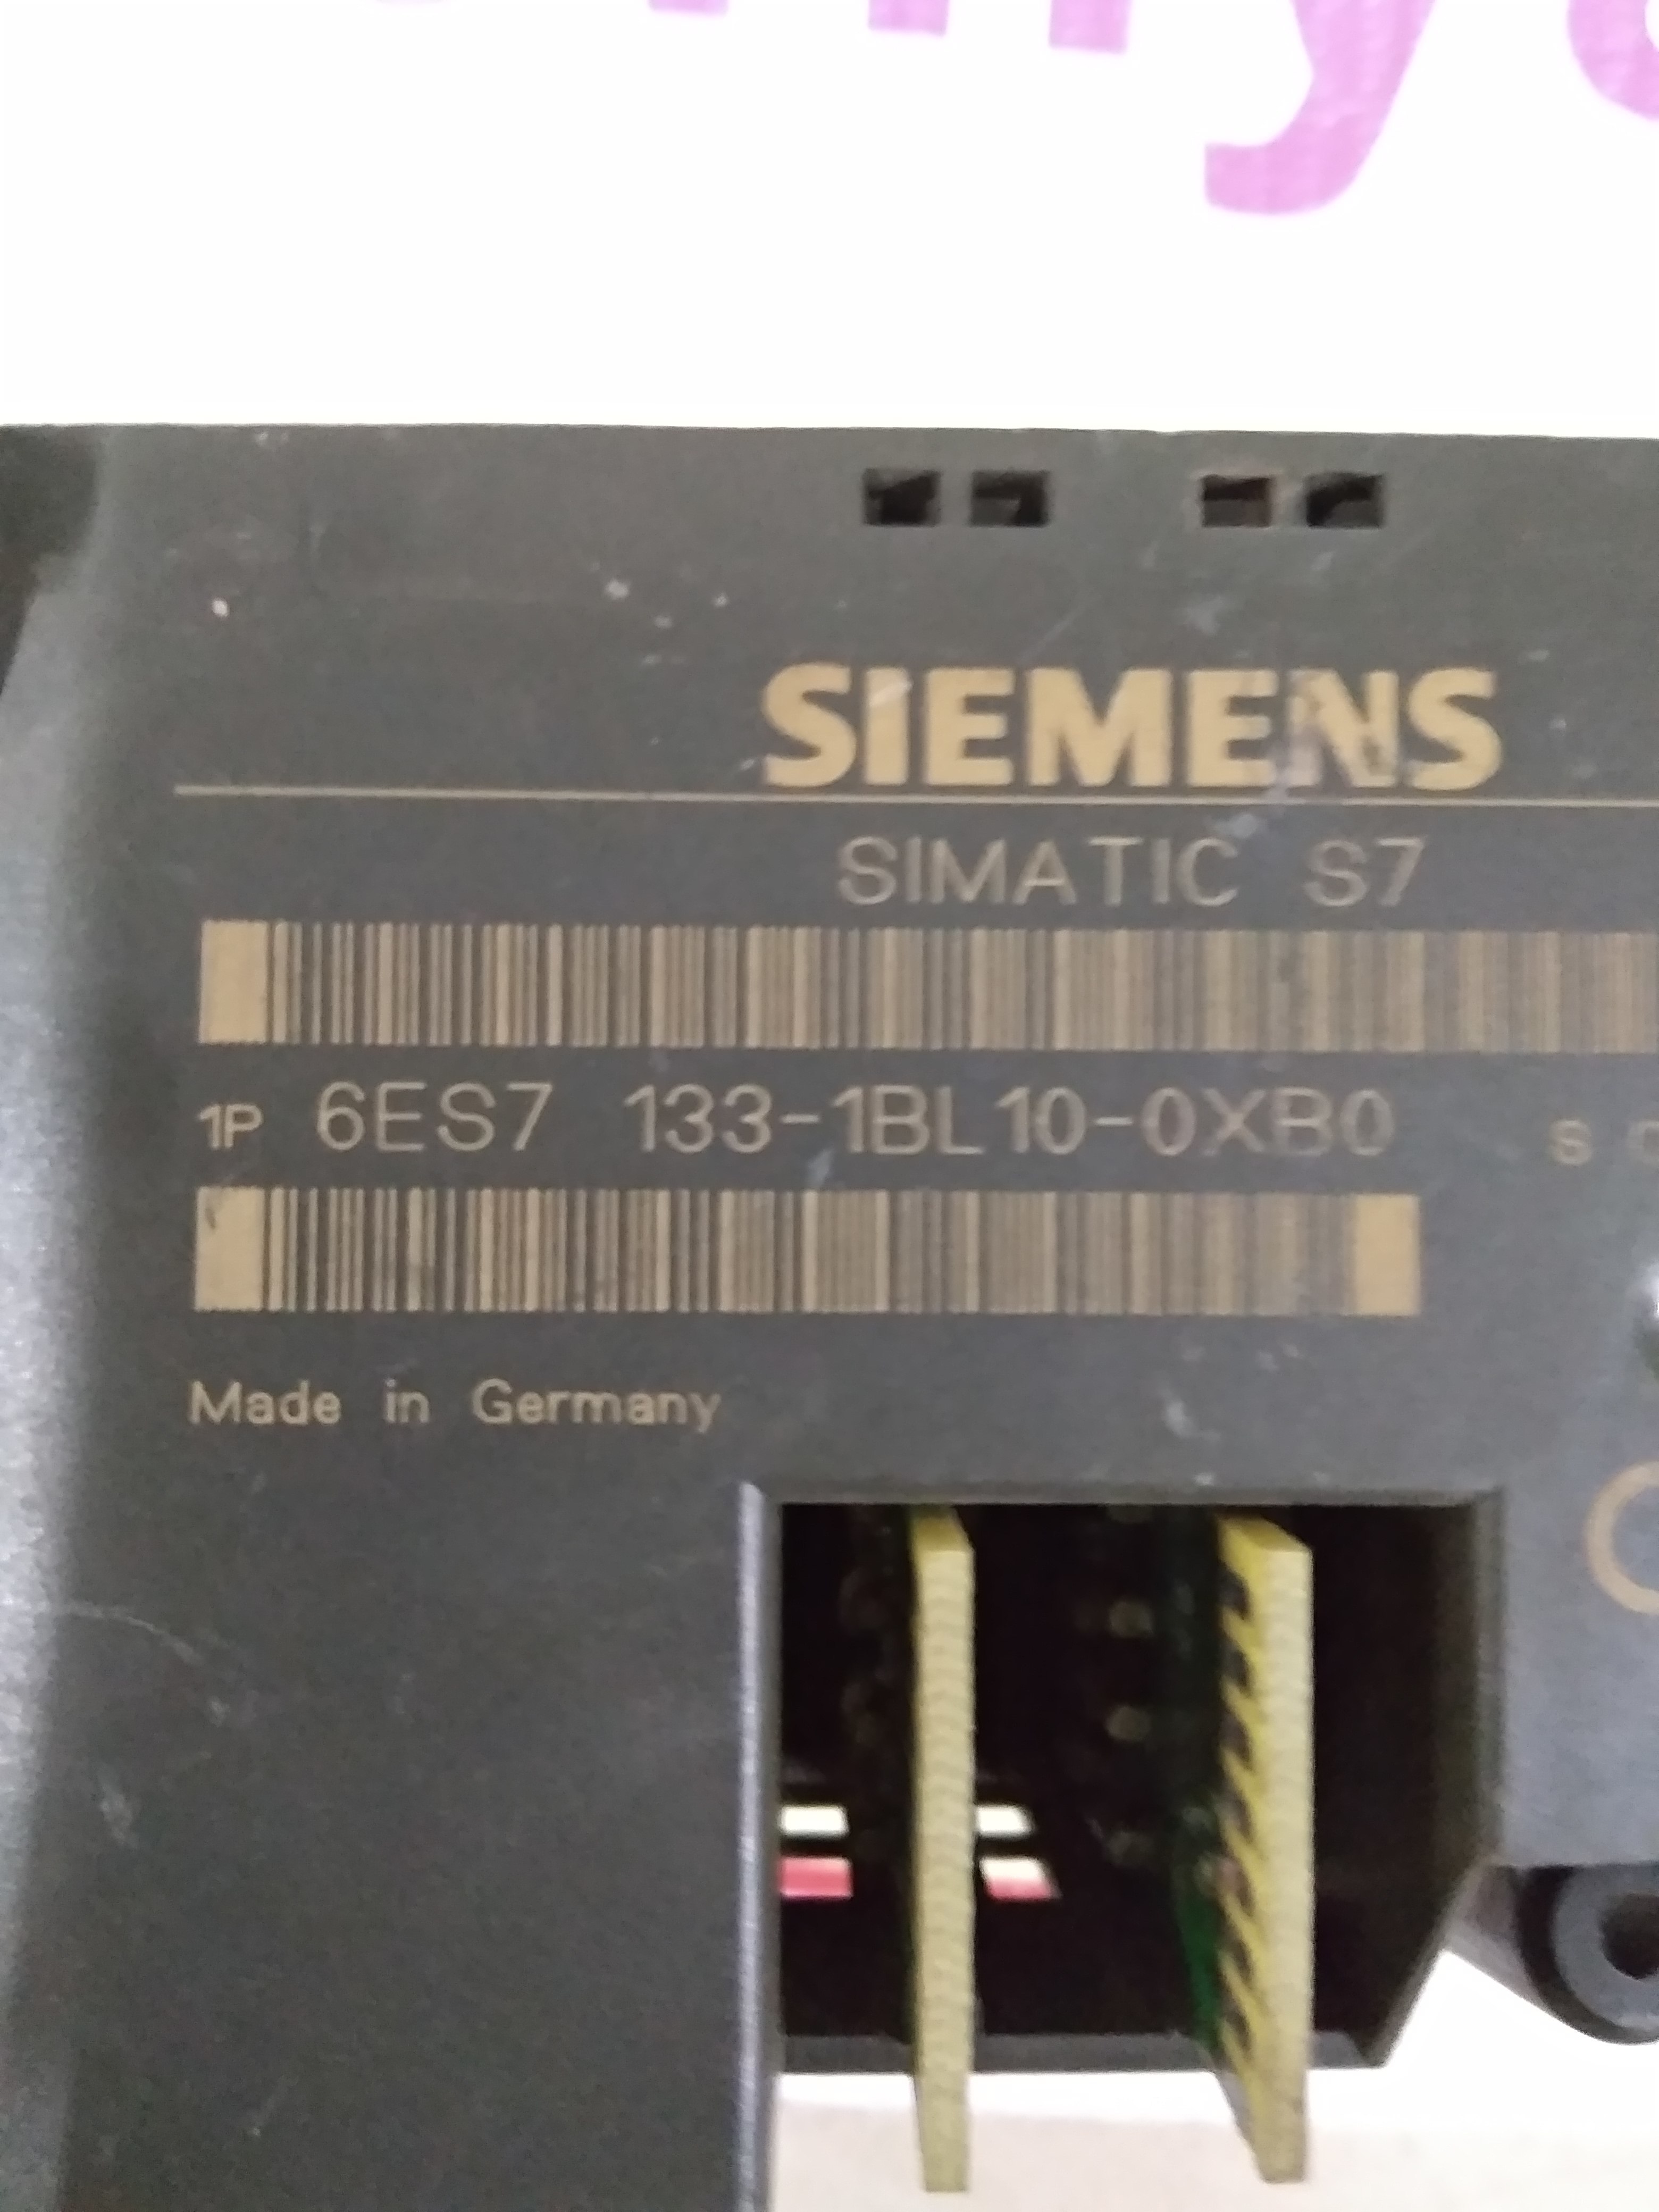 SIEMENS
SIMATIC S7
1P 6ES7 133-1BL10-0XB0 S
Made in Germany